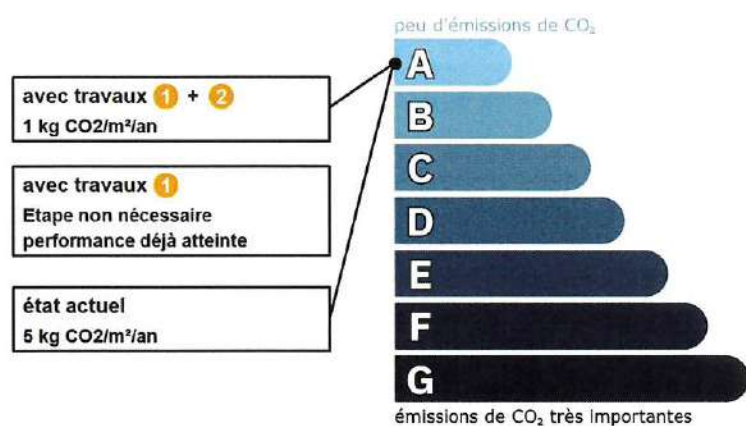 peu d'émissions de CO₂
avec travaux 1 + 2
1 kg CO2/m²/an
avec travaux 1
Etape non nécessaire
performance déjà atteinte
état actuel
5 kg CO2/m²/an
A
B
C
D
E
F
G
émissions de CO₂ très importantes